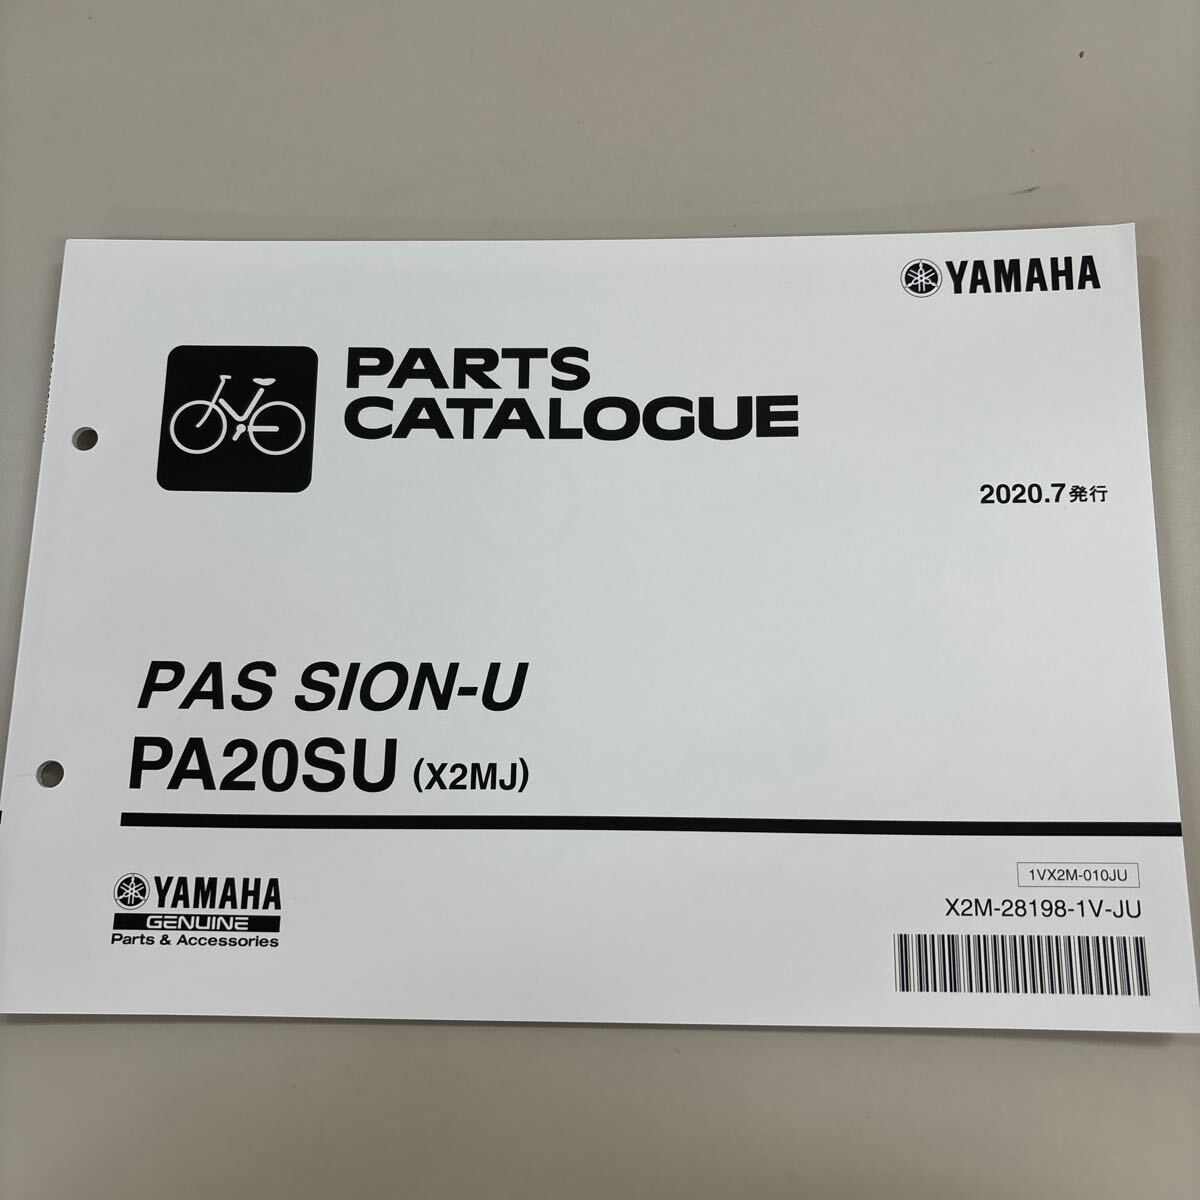 YAMAHA
PARTS
CATALOGUE
2020.7発行
PAS SION-U
PA20SU (X2MJ)
YAMAHA
GENUINE
Parts & Accessories
1VX2M-010JU
X2M-28198-1V-JU